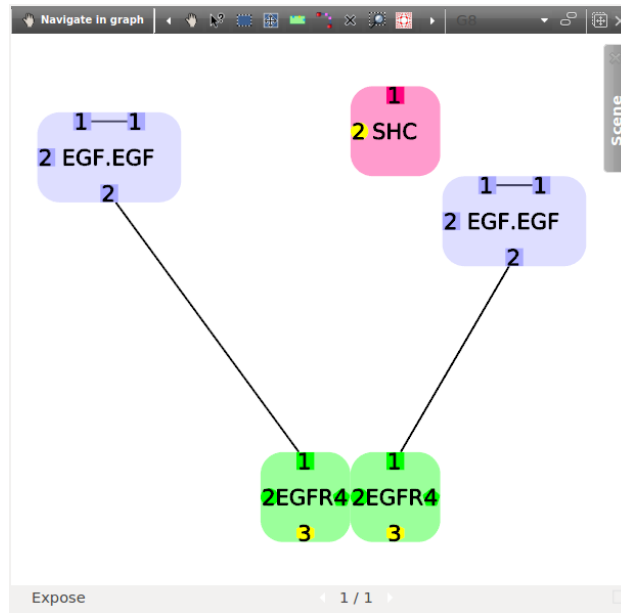 Navigate in graph G8
Scene
1 1
2 EGF.EGF
2
1
2 SHC
1 1
2 EGF.EGF
2
1 1
2EGFR4 2EGFR4
3 3
Expose 1 / 1